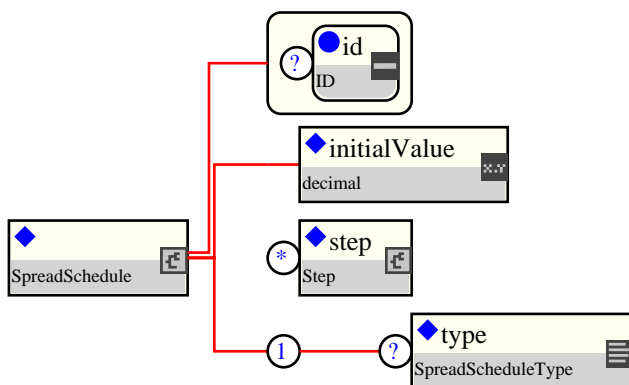 ?
id
ID
initialValue
decimal
x.y
SpreadSchedule
*
step
Step
1
?
type
SpreadScheduleType